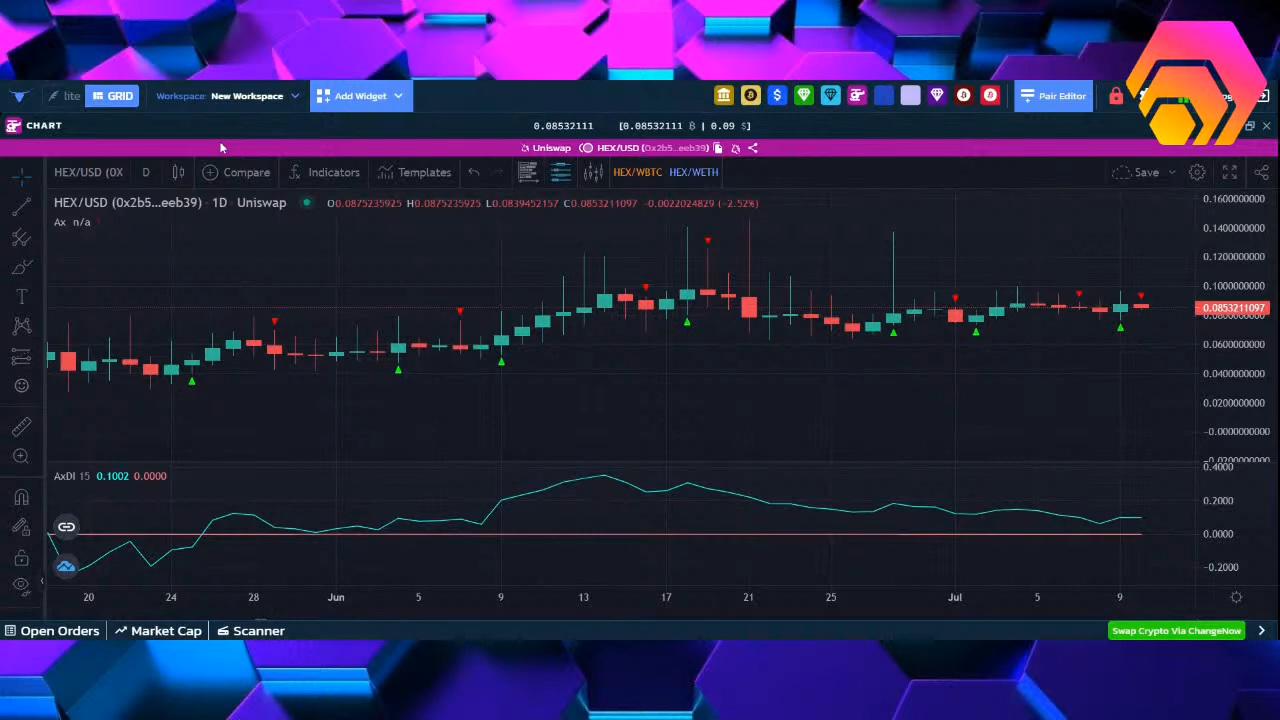 lite GRID Workspace: New Workspace Add Widget Pair Editor
CHART 0.08532111 [0.08532111 ₿ | 0.09 $]
Uniswap HEX/USD (0x2b5...eeb39)
HEX/USD (0X D Compare Indicators Templates HEX/WBTC HEX/WETH Save
HEX/USD (0x2b5...eeb39) · 1D · Uniswap O0.0875235925 H0.0875235925 L0.0839452157 C0.0853211097 -0.0022024829 (-2.52%)
Ax n/a
0.1600000000
0.1400000000
0.1200000000
0.1000000000
0.0853211097
0.0800000000
0.0600000000
0.0400000000
0.0200000000
-0.0000000000
-0.0200000000
AxDI 15 0.1002 0.0000
0.4000
0.2000
0.0000
-0.2000
20 24 28 Jun 5 9 13 17 21 25 Jul 5 9
Open Orders Market Cap Scanner Swap Crypto Via ChangeNow